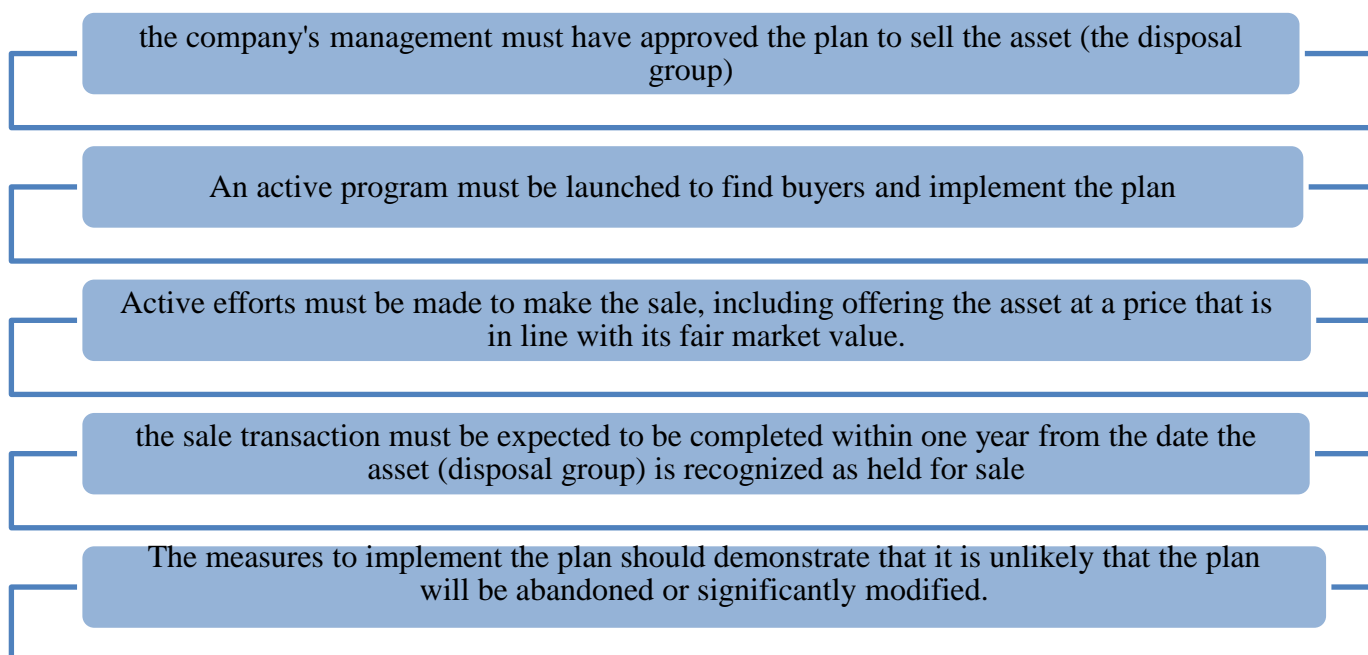 the company's management must have approved the plan to sell the asset (the disposal
group)
An active program must be launched to find buyers and implement the plan
Active efforts must be made to make the sale, including offering the asset at a price that is
in line with its fair market value.
the sale transaction must be expected to be completed within one year from the date the
asset (disposal group) is recognized as held for sale
The measures to implement the plan should demonstrate that it is unlikely that the plan
will be abandoned or significantly modified.